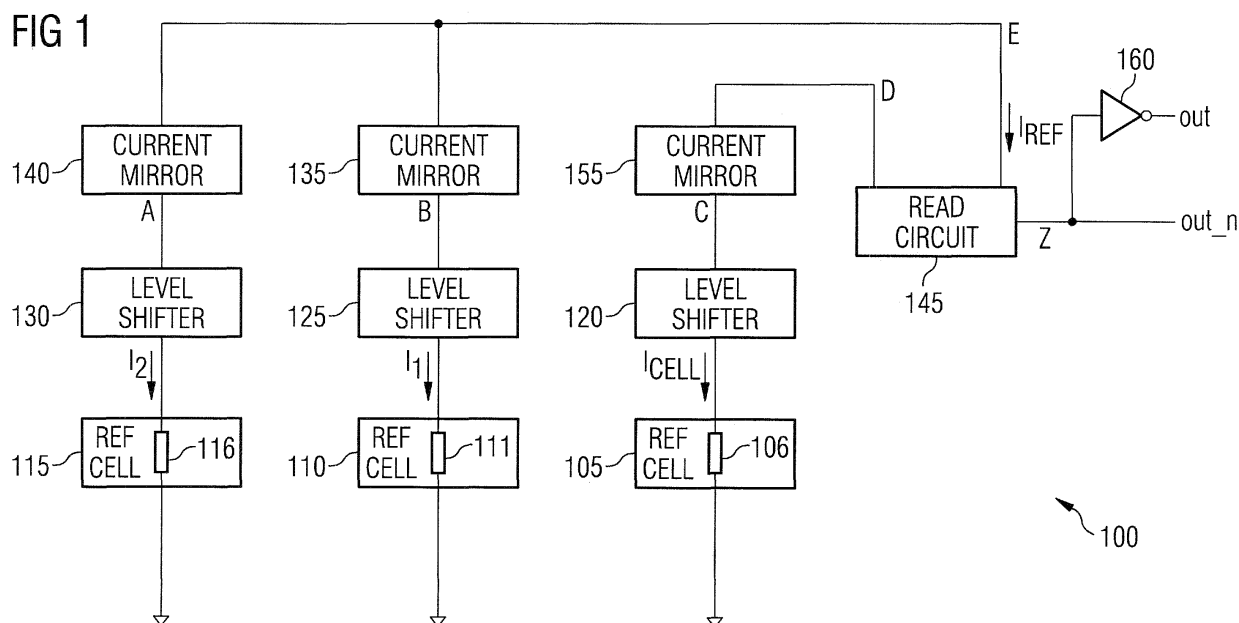 FIG 1
E
D
160
out
I REF
CURRENT
MIRROR
140
CURRENT
MIRROR
135
CURRENT
MIRROR
155
A
B
C
READ
CIRCUIT
Z
out_n
145
LEVEL
SHIFTER
130
LEVEL
SHIFTER
125
LEVEL
SHIFTER
120
I2
I1
ICELL
REF
CELL
116
115
REF
CELL
111
110
REF
CELL
106
105
100